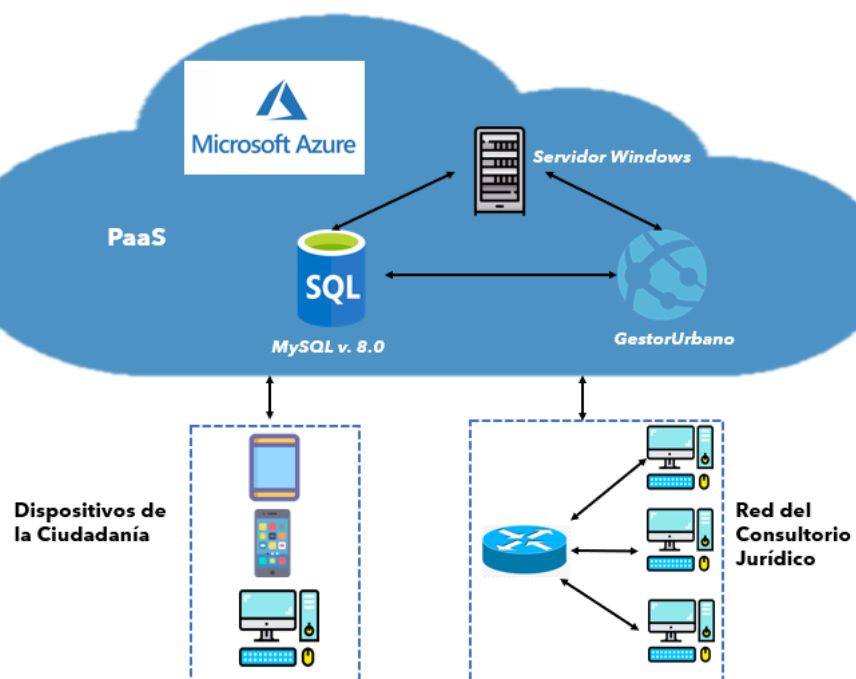 Microsoft Azure
Servidor Windows
PaaS
SQL
MySQL v. 8.0
GestorUrbano
Dispositivos de
la Ciudadanía
Red del
Consultorio
Jurídico